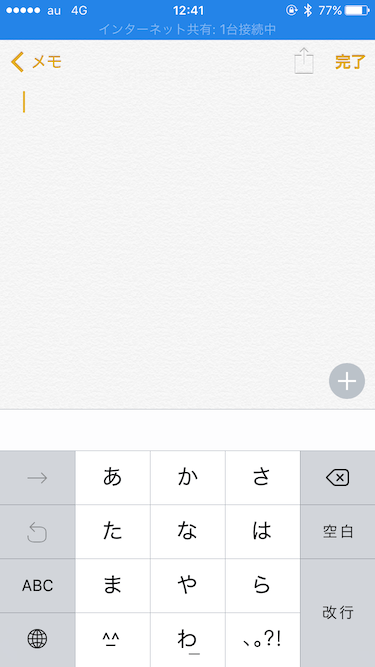 ●●●●● au 4G 12:41 77%
インターネット共有: 1台接続中
メモ 完了
→ あ か さ
た な は 空白
ABC ま や ら 改行
^_^ わ_ 、。?!